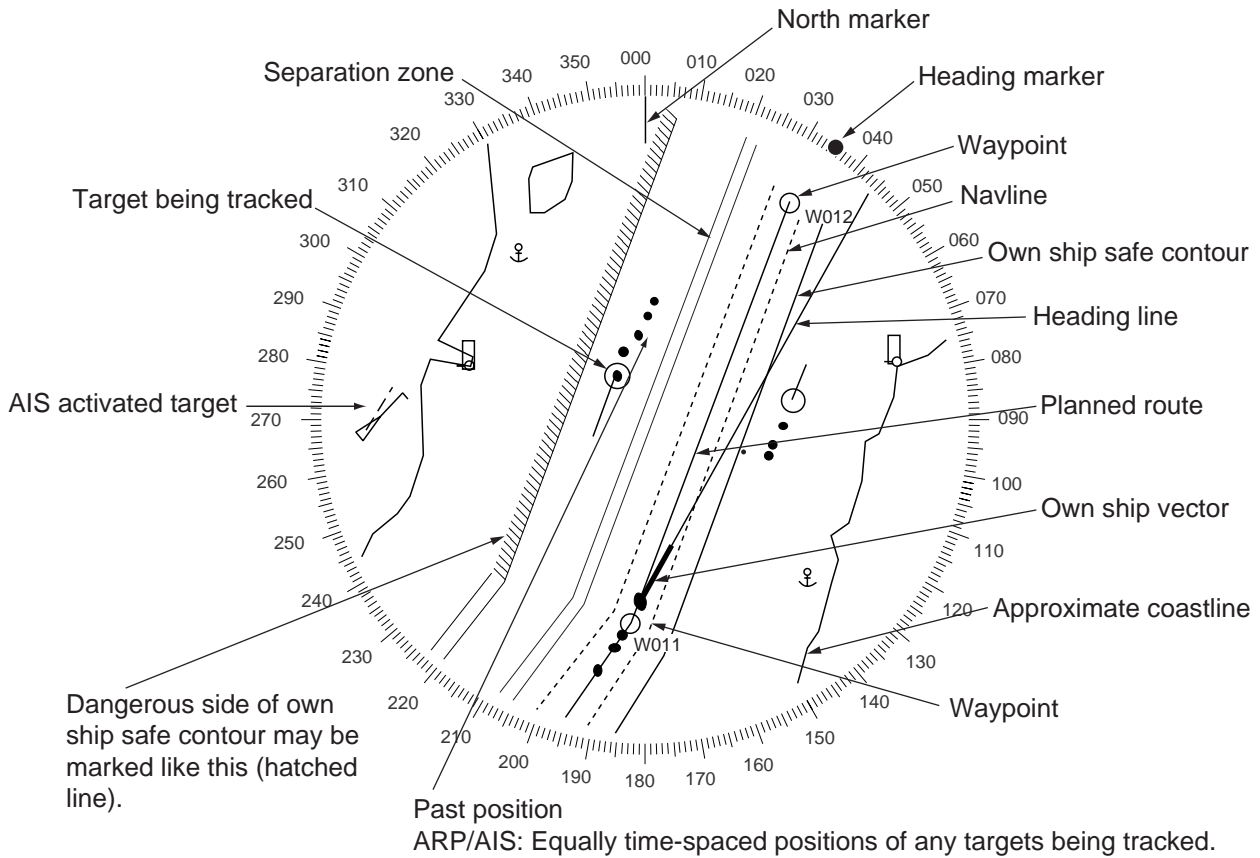 North marker
Separation zone
Heading marker
Waypoint
Target being tracked
Navline
Own ship safe contour
Heading line
AIS activated target
Planned route
Own ship vector
Approximate coastline
Waypoint
Dangerous side of own
ship safe contour may be
marked like this (hatched
line).
Past position
ARP/AIS: Equally time-spaced positions of any targets being tracked.
000
010
020
030
040
050
060
070
080
090
100
110
120
130
140
150
160
170
180
190
200
210
220
230
240
250
260
270
280
290
300
310
320
330
340
350
W012
W011